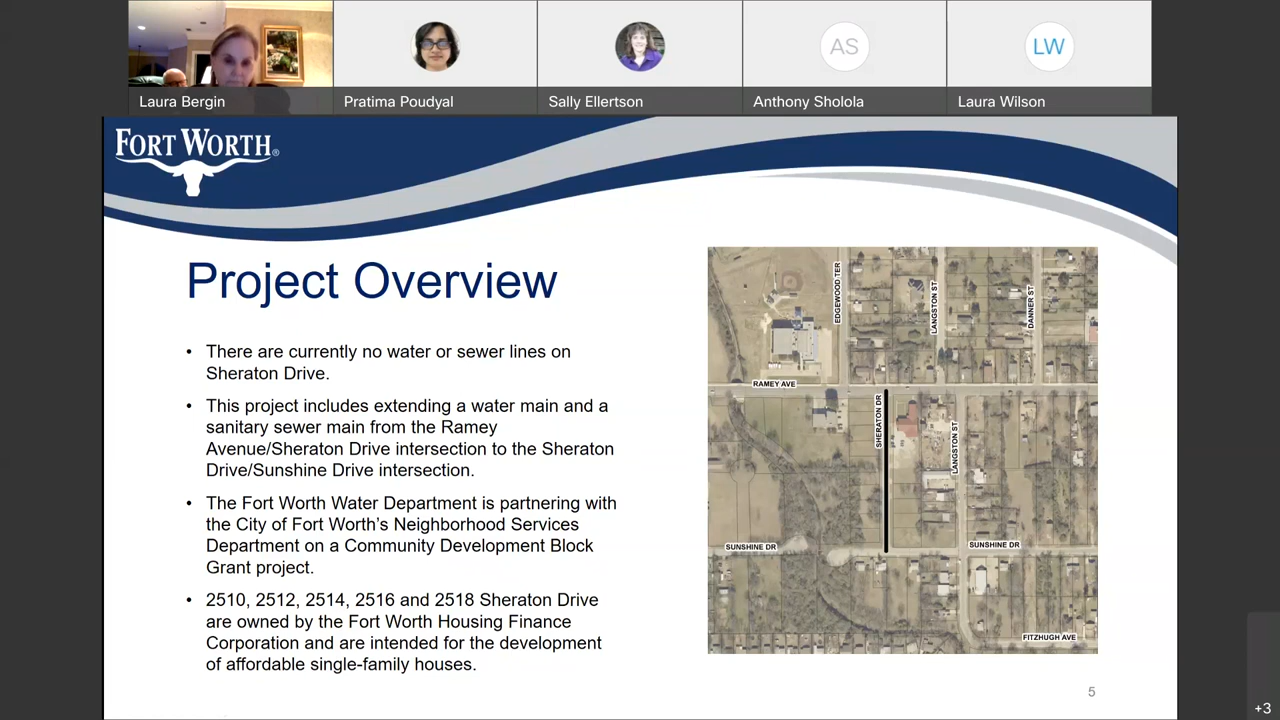 Laura Bergin
Pratima Poudyal
Sally Ellertson
AS
Anthony Sholola
LW
Laura Wilson
FORT WORTH®
Project Overview
• There are currently no water or sewer lines on
Sheraton Drive.
• This project includes extending a water main and a
sanitary sewer main from the Ramey
Avenue/Sheraton Drive intersection to the Sheraton
Drive/Sunshine Drive intersection.
• The Fort Worth Water Department is partnering with
the City of Fort Worth’s Neighborhood Services
Department on a Community Development Block
Grant project.
• 2510, 2512, 2514, 2516 and 2518 Sheraton Drive
are owned by the Fort Worth Housing Finance
Corporation and are intended for the development
of affordable single-family houses.
EDGEWOOD TER
LANGSTON ST
DANNER ST
RAMEY AVE
SHERATON DR
LANGSTON ST
SUNSHINE DR
SUNSHINE DR
FITZHUGH AVE
5
+3